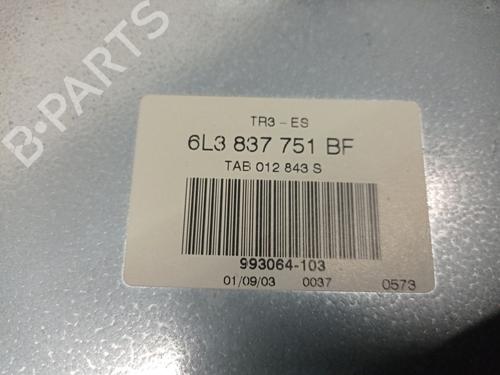 B-PARTS
TR3 - ES
6L3 837 751 BF
TAB 012 843 S
993064-103
01/09/03 0037 0573